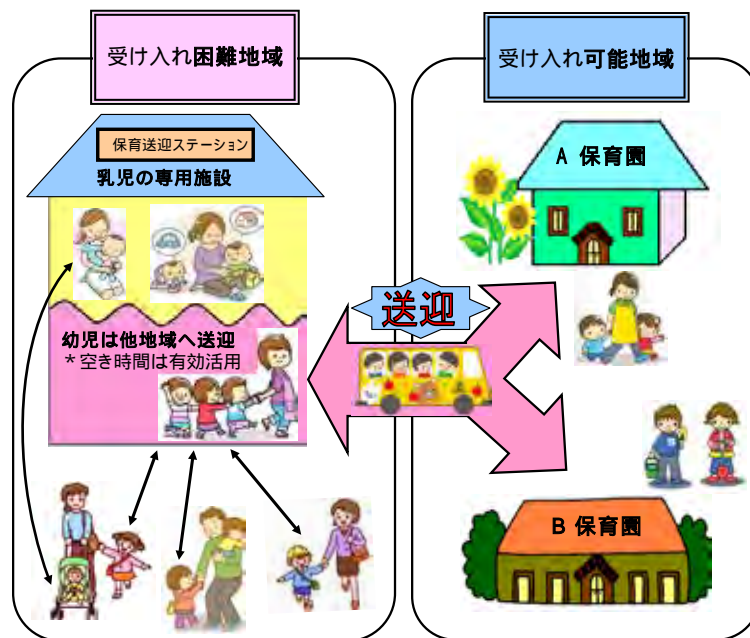 受け入れ困難地域
受け入れ可能地域
保育送迎ステーション
乳児の専用施設
A 保育園
送迎
幼児は他地域へ送迎
*空き時間は有効活用
B 保育園